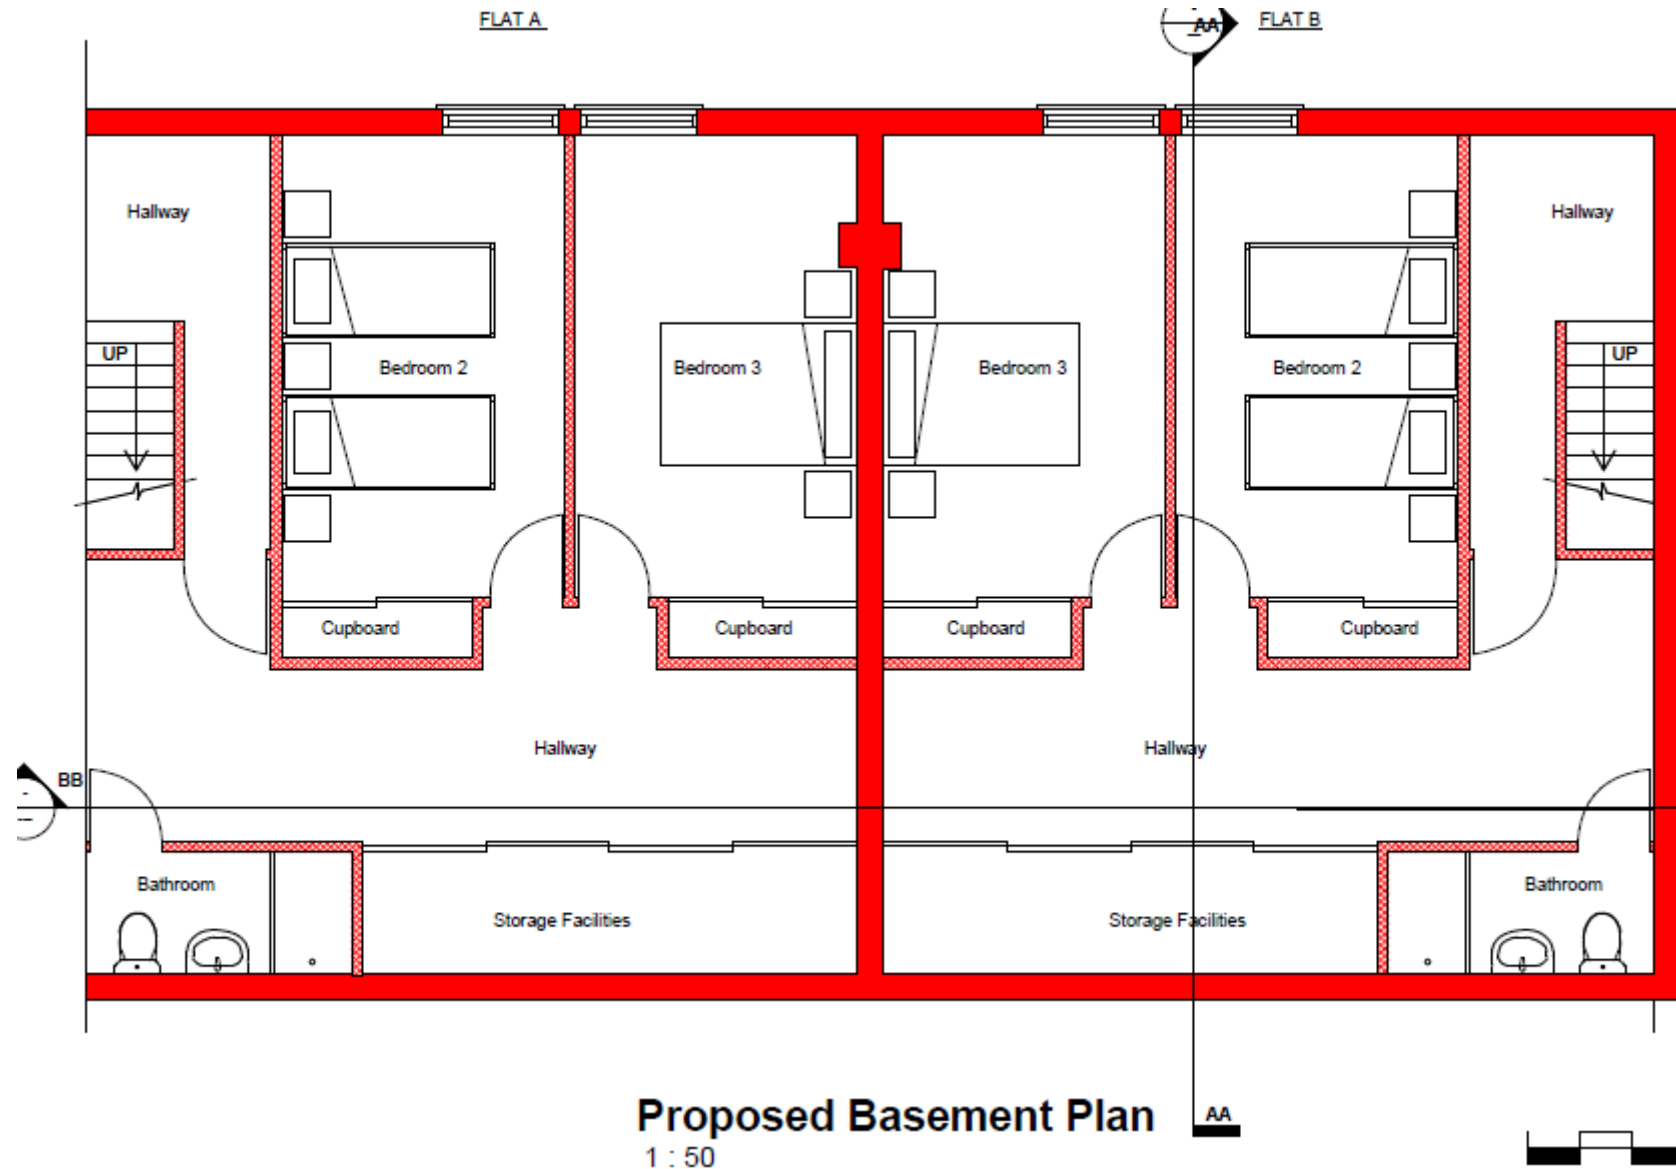 FLAT A
AA
FLAT B
Hallway
Hallway
UP
Bedroom 2
Bedroom 3
Bedroom 3
Bedroom 2
UP
Cupboard
Cupboard
Cupboard
Cupboard
Hallway
Hallway
BB
Bathroom
Bathroom
Storage Facilities
Storage Facilities
Proposed Basement Plan
AA
1 : 50